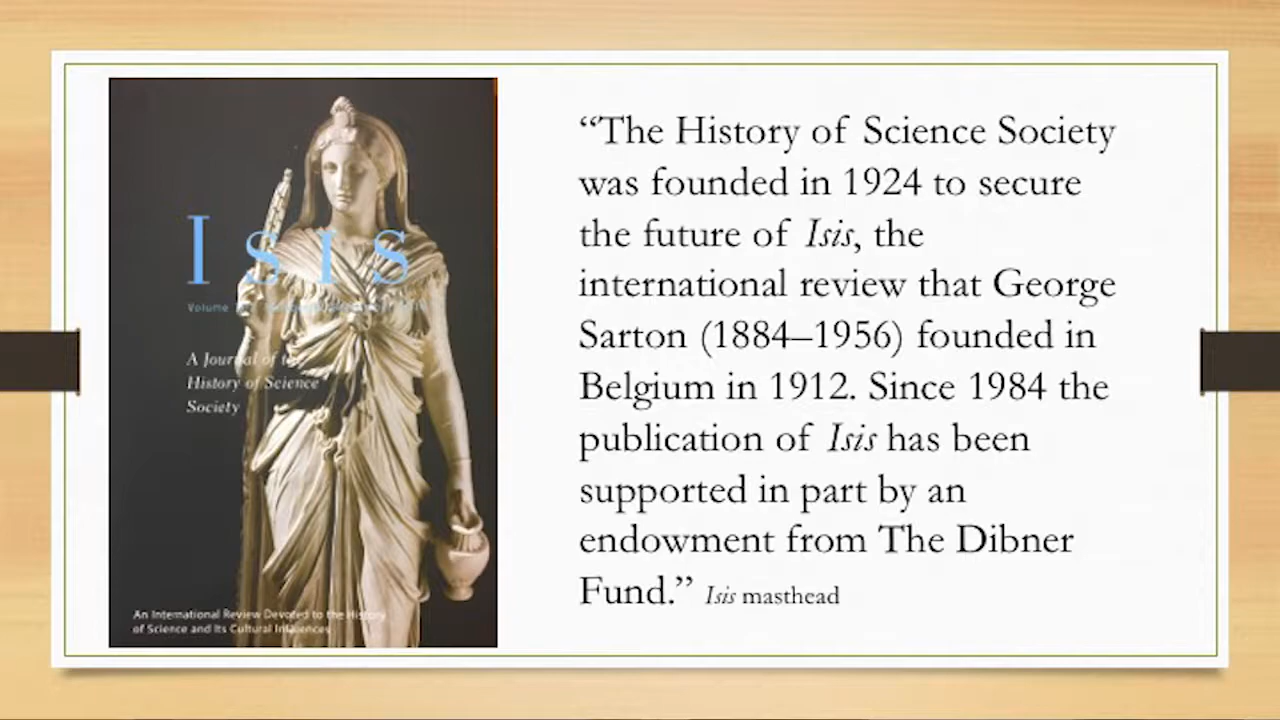 Isis
Volume
A Journal of the
History of Science
Society
An International Review Devoted to the History
of Science and Its Cultural Influences
“The History of Science Society
was founded in 1924 to secure
the future of Isis, the
international review that George
Sarton (1884–1956) founded in
Belgium in 1912. Since 1984 the
publication of Isis has been
supported in part by an
endowment from The Dibner
Fund.” Isis masthead